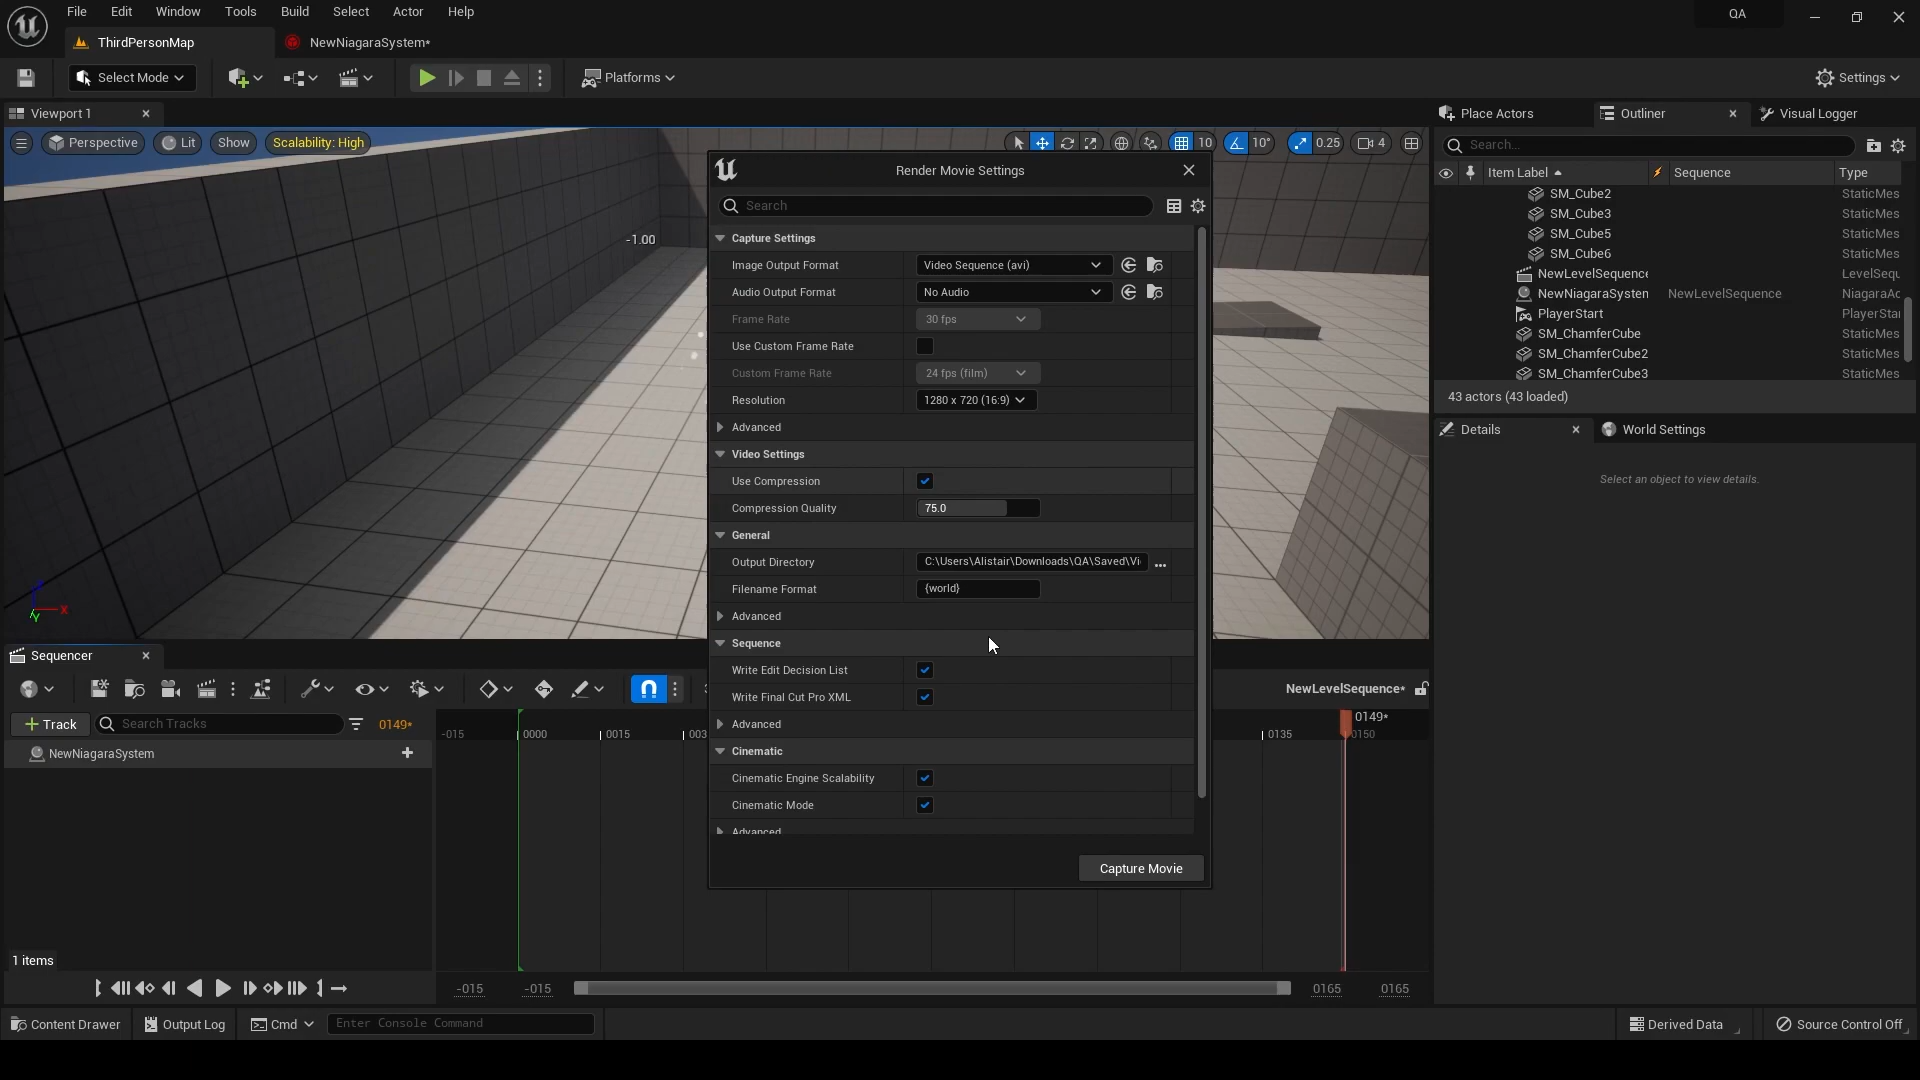 File Edit Window Tools Build Select Actor Help
QA
ThirdPersonMap
NewNiagaraSystem*
Select Mode
Platforms
Settings
Viewport 1
Place Actors
Outliner
Visual Logger
Perspective
Lit
Show
Scalability: High
10
10°
0.25
4
Search...
Item Label
Sequence
Type
SM_Cube2 StaticMes
SM_Cube3 StaticMes
SM_Cube5 StaticMes
SM_Cube6 StaticMes
NewLevelSequence LevelSequ
NewNiagaraSystem NewLevelSequence NiagaraAc
PlayerStart PlayerStar
SM_ChamferCube StaticMes
SM_ChamferCube2 StaticMes
SM_ChamferCube3 StaticMes
43 actors (43 loaded)
Details
World Settings
Select an object to view details.
-1.00
X
Y
Render Movie Settings
Search
Capture Settings
Image Output Format Video Sequence (avi)
Audio Output Format No Audio
Frame Rate 30 fps
Use Custom Frame Rate
Custom Frame Rate 24 fps (film)
Resolution 1280 x 720 (16:9)
Advanced
Video Settings
Use Compression
Compression Quality 75.0
General
Output Directory C:\Users\Alistair\Downloads\QA\Saved\Vi
...
Filename Format {world}
Advanced
Sequence
Write Edit Decision List
Write Final Cut Pro XML
Advanced
Cinematic
Cinematic Engine Scalability
Cinematic Mode
Advanced
Capture Movie
Sequencer
NewLevelSequence*
Track
Search Tracks
0149*
-015 0000 0015 003 0135 0149* 0150
NewNiagaraSystem
1 items
-015 -015 0165 0165
Content Drawer
Output Log
Cmd
Enter Console Command
Derived Data
Source Control Off